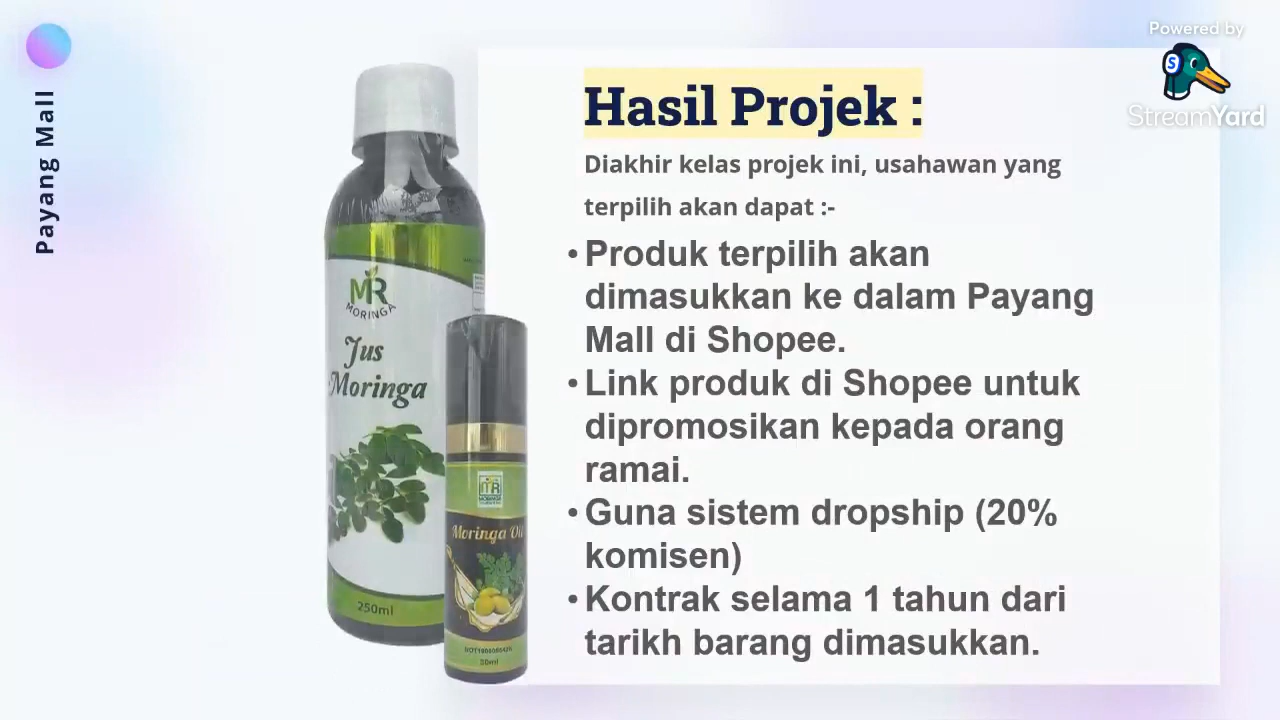 Payang Mall
Powered by
StreamYard
Hasil Projek :
Diakhir kelas projek ini, usahawan yang
terpilih akan dapat :-
• Produk terpilih akan
dimasukkan ke dalam Payang
Mall di Shopee.
• Link produk di Shopee untuk
dipromosikan kepada orang
ramai.
• Guna sistem dropship (20%
komisen)
• Kontrak selama 1 tahun dari
tarikh barang dimasukkan.
MR
MORINGA
Jus
Moringa
250ml
MR
Moringa Oil
30ml